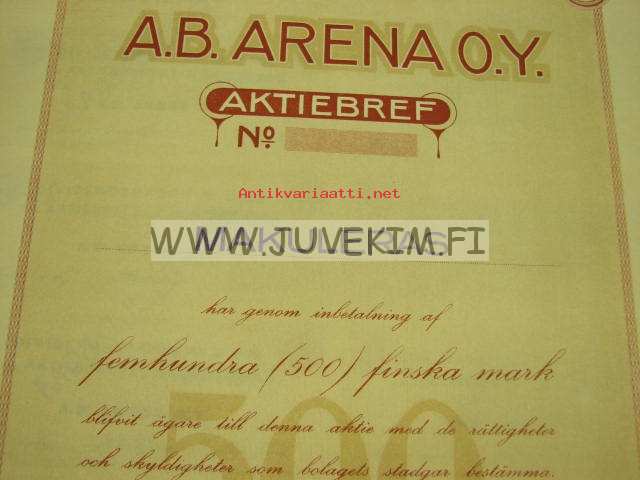 A.B. ARENA O.Y.
AKTIEBREF
No
Antikvariaatti.net
MAKULERAS
WWW.JUVEKIM.FI
har genom inbetalning af
femhundra (500) finska mark
blifvit ägare till denna aktie med de rättigheter
och skyldigheter som bolagets stadgar bestämma.
500